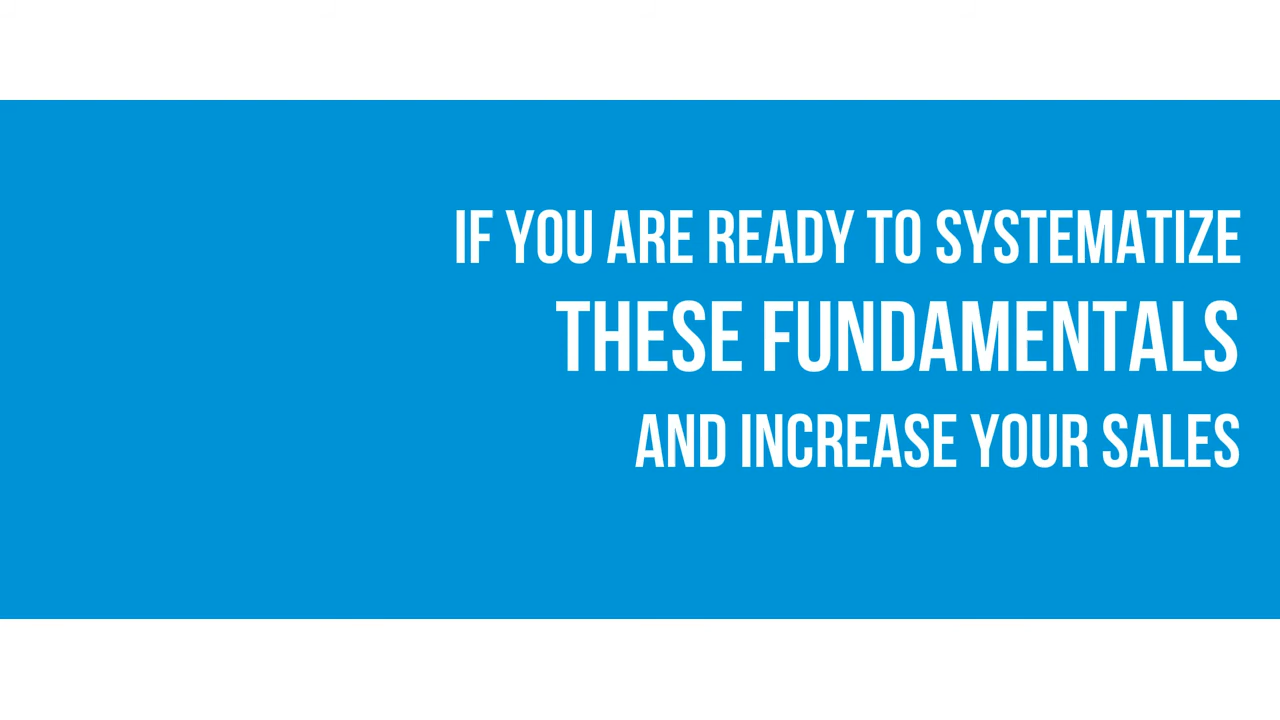 IF YOU ARE READY TO SYSTEMATIZE
THESE FUNDAMENTALS
AND INCREASE YOUR SALES